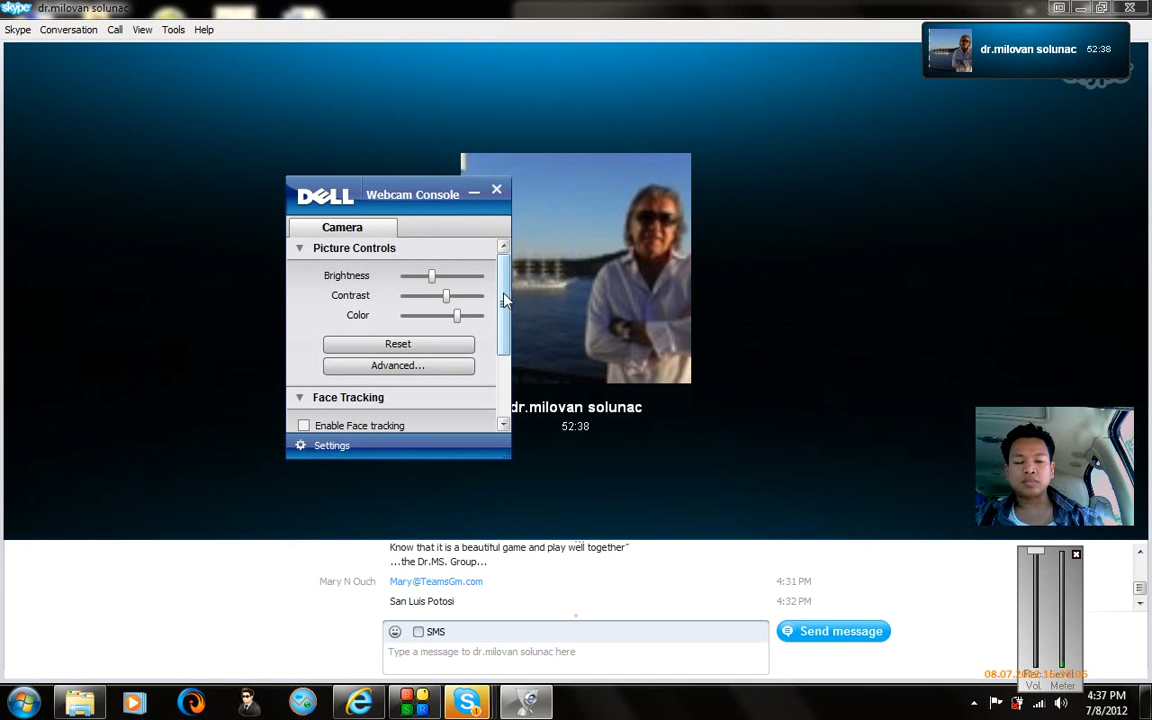 dr.milovan solunac
Skype Conversation Call View Tools Help
dr.milovan solunac 52:38
DELL Webcam Console
Camera
Picture Controls
Brightness
Contrast
Color
Reset
Advanced...
Face Tracking
Enable Face tracking
Settings
dr.milovan solunac
52:38
Know that it is a beautiful game and play well together"
...the Dr.MS. Group...
Mary N Ouch Mary@TeamsGm.com 4:31 PM
San Luis Potosi 4:32 PM
SMS
Send message
Type a message to dr.milovan solunac here
Vol Meter
4:37 PM
7/8/2012